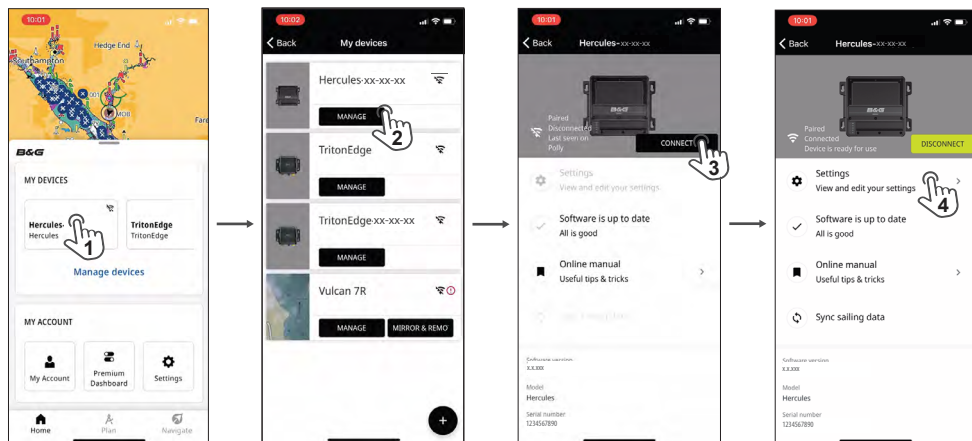 10:01
Hedge End
Southampton
001
MOB
Fare
B&G
MY DEVICES
Hercules-
Hercules
TritonEdge
TritonEdge
1
Manage devices
MY ACCOUNT
My Account
Premium
Dashboard
Settings
Home
Plan
Navigate
10:02
Back
My devices
Hercules-xx-xx-xx
MANAGE
2
TritonEdge
MANAGE
TritonEdge-xx-xx-xx
MANAGE
Vulcan 7R
MANAGE
MIRROR & REMO
+
10:01
Back
Hercules-xx-xx-xx
B&G
Paired
Disconnected
Last seen on
Polly
CONNECT
3
Settings
View and edit your settings
Software is up to date
All is good
Online manual
Useful tips & tricks
Software version
x.x.xxx
Model
Hercules
Serial number
1234567890
10:01
Back
Hercules-xx-xx-xx
B&G
Paired
Connected
Device is ready for use
DISCONNECT
Settings
View and edit your settings
4
Software is up to date
All is good
Online manual
Useful tips & tricks
Sync sailing data
Software version
x.x.xxx
Model
Hercules
Serial number
1234567890